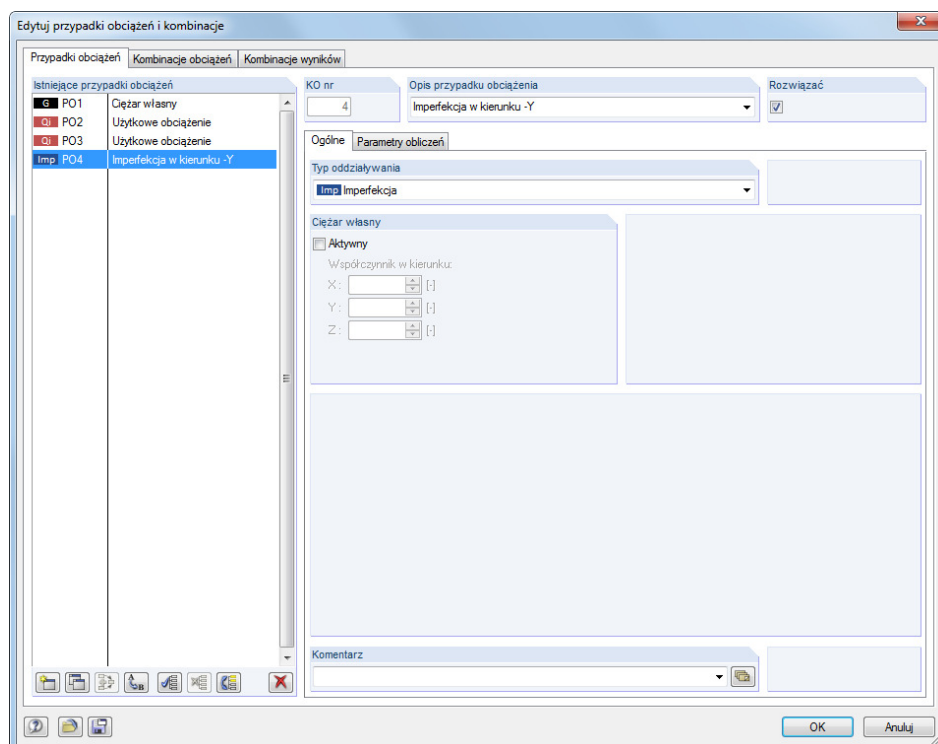 Edytuj przypadki obciążeń i kombinacje
Przypadki obciążeń Kombinacje obciążeń Kombinacje wyników
Istniejące przypadki obciążeń
G PO1 Ciężar własny
Qi PO2 Użytkowe obciążenie
Qi PO3 Użytkowe obciążenie
Imp PO4 Imperfekcja w kierunku -Y
KO nr
4
Opis przypadku obciążenia
Imperfekcja w kierunku -Y
Rozwiązać
Ogólne Parametry obliczeń
Typ oddziaływania
Imp Imperfekcja
Ciężar własny
Aktywny
Współczynnik w kierunku:
X: [-]
Y: [-]
Z: [-]
Komentarz
OK Anuluj